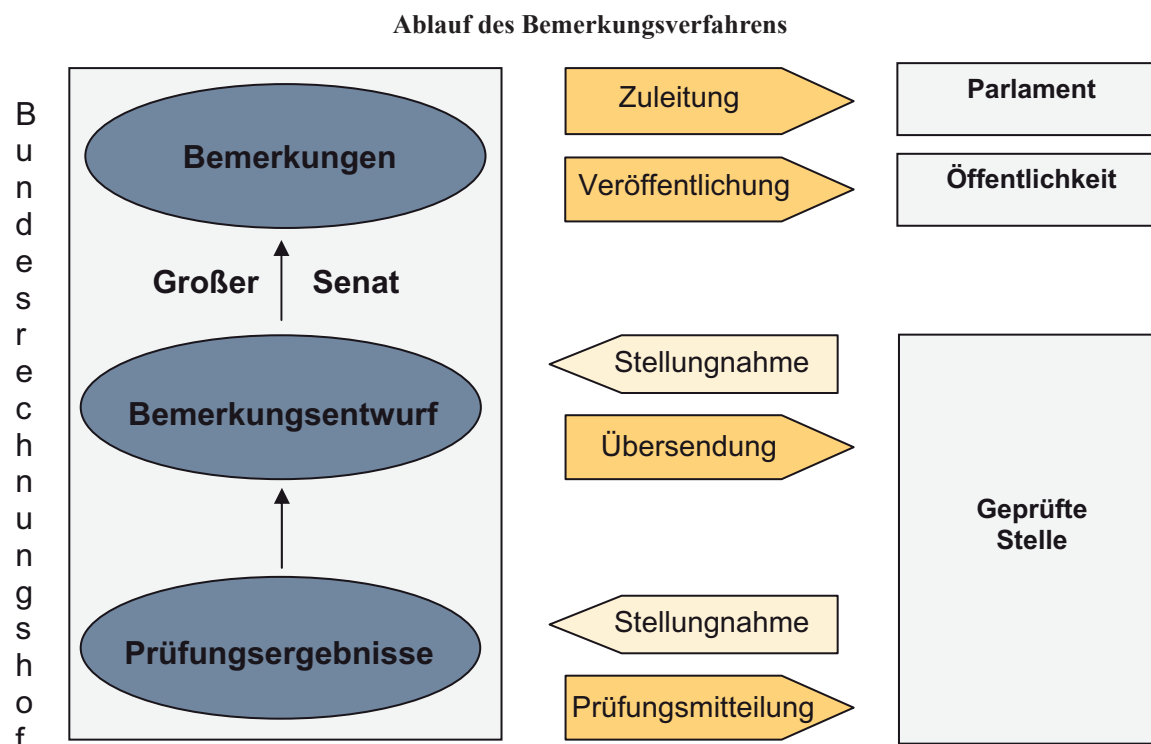 Ablauf des Bemerkungsverfahrens
Bundesrechnungshof
Bemerkungen
Großer Senat
Bemerkungsentwurf
Prüfungsergebnisse
Zuleitung
Veröffentlichung
Stellungnahme
Übersendung
Stellungnahme
Prüfungsmitteilung
Parlament
Öffentlichkeit
Geprüfte
Stelle